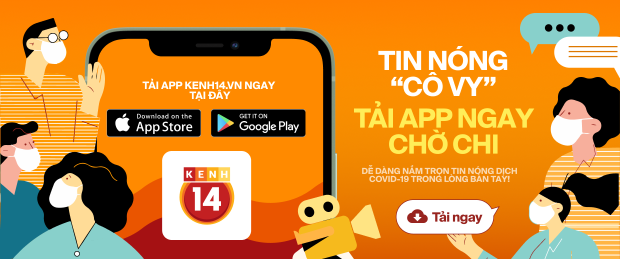 TẢI APP KENH14.VN NGAY
TẠI ĐÂY
Download on the
App Store
GET IT ON
Google Play
KENH
14
TIN NÓNG
“CÔ VY”
TẢI APP NGAY
CHỜ CHI
DỄ DÀNG NẮM TRỌN TIN NÓNG DỊCH
COVID-19 TRONG LÒNG BÀN TAY!
Tải ngay